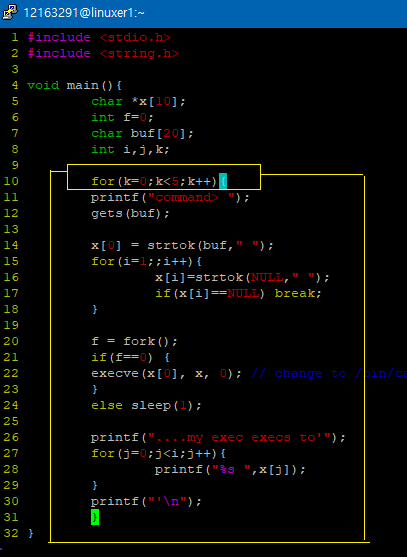 12163291@linuxer1:~
1 #include <stdio.h>
2 #include <string.h>
3
4 void main(){
5 char *x[10];
6 int f=0;
7 char buf[20];
8 int i,j,k;
9
10 for(k=0;k<5;k++){
11 printf("command> ");
12 gets(buf);
13
14 x[0] = strtok(buf," ");
15 for(i=1;;i++){
16 x[i]=strtok(NULL," ");
17 if(x[i]==NULL) break;
18 }
19
20 f = fork();
21 if(f==0) {
22 execve(x[0], x, 0); // change to /bin/ca
23 }
24 else sleep(1);
25
26 printf("....my exec execs to'");
27 for(j=0;j<i;j++){
28 printf("%s ",x[j]);
29 }
30 printf("'\n");
31 }
32 }